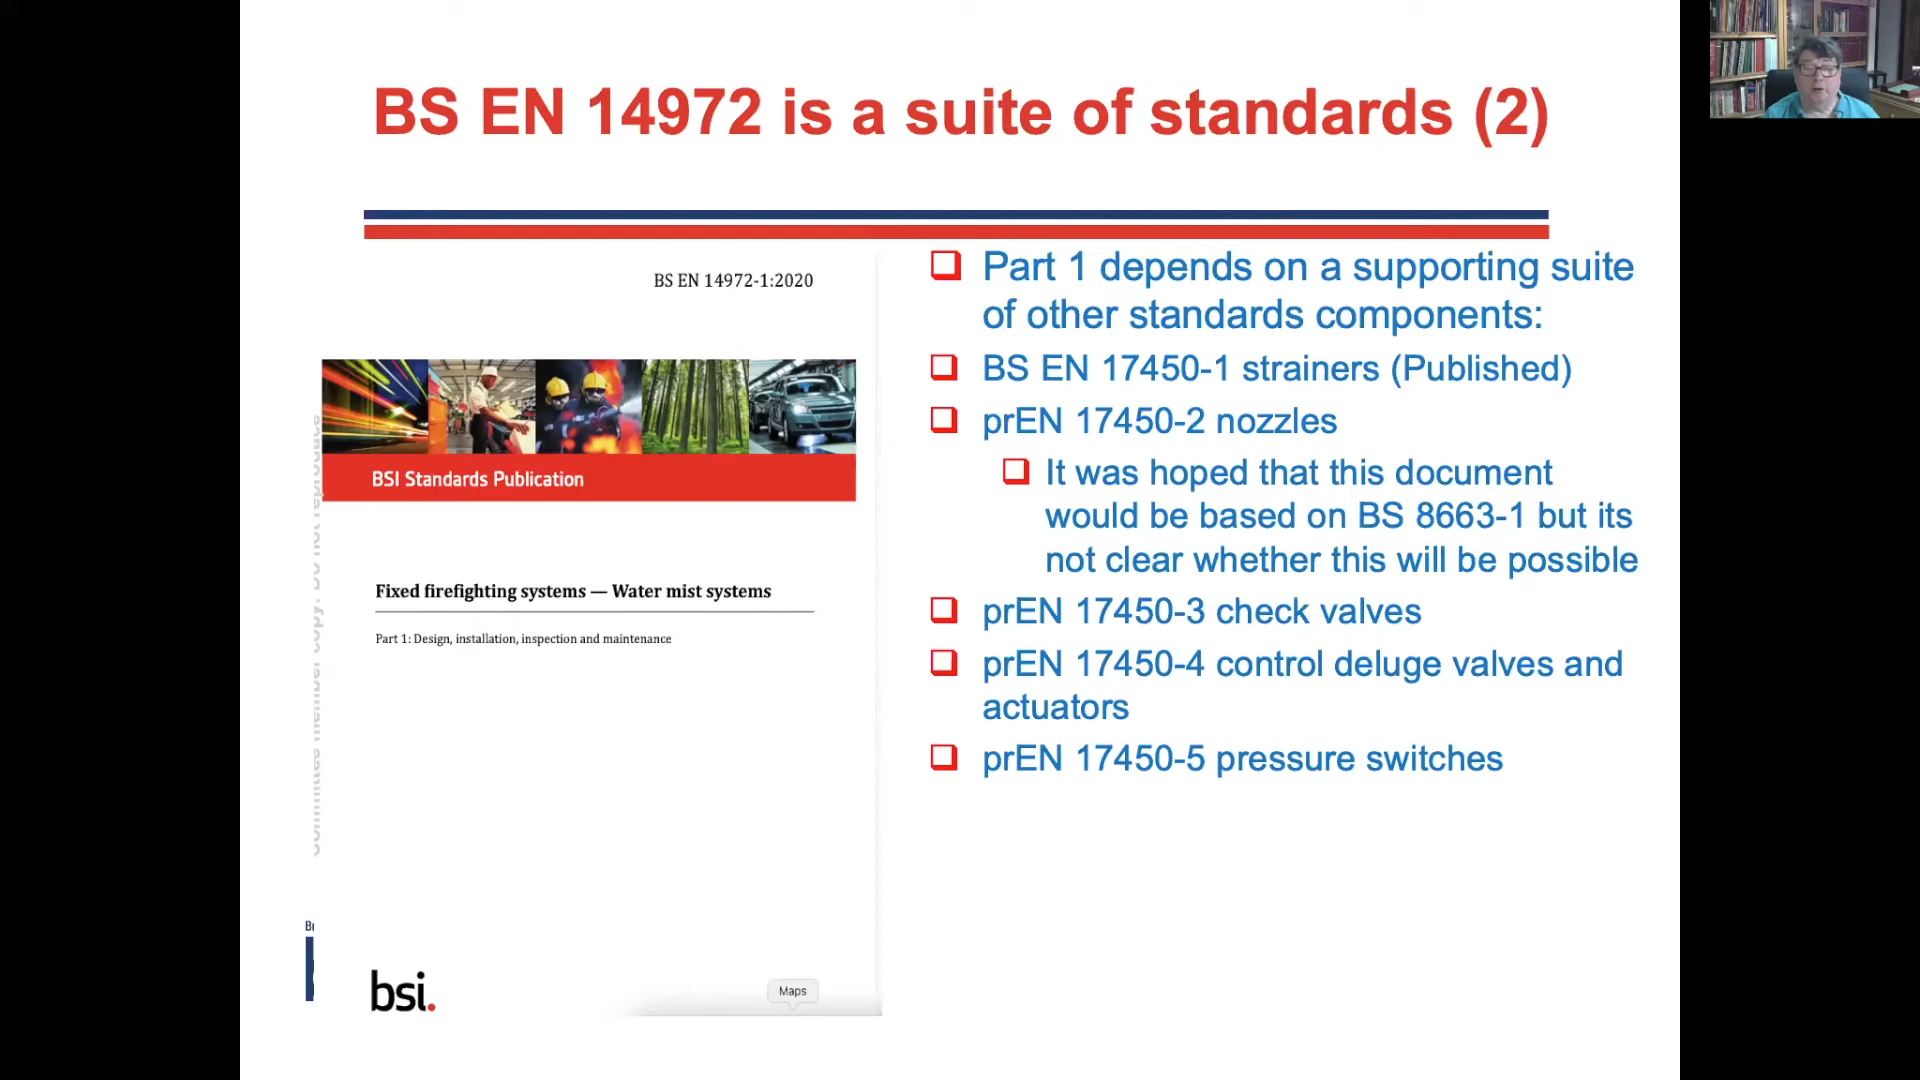 BS EN 14972 is a suite of standards (2)
BS EN 14972-1:2020
BSI Standards Publication
Fixed firefighting systems — Water mist systems
Part 1: Design, installation, inspection and maintenance
bsi.
Maps
Part 1 depends on a supporting suite
of other standards components:
BS EN 17450-1 strainers (Published)
prEN 17450-2 nozzles
It was hoped that this document
would be based on BS 8663-1 but its
not clear whether this will be possible
prEN 17450-3 check valves
prEN 17450-4 control deluge valves and
actuators
prEN 17450-5 pressure switches